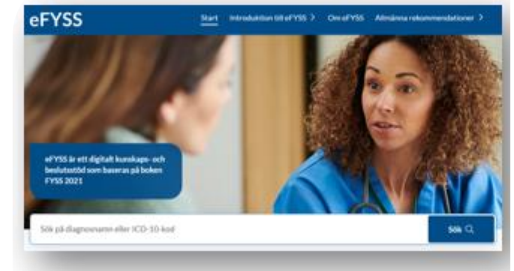 eFYSS
Start Introduktion till eFYSS > Om eFYSS Allmänna rekommendationer >
eFYSS är ett digitalt kunskaps- och
beslutsstöd som baseras på boken
FYSS 2021
Sök på diagnosnamn eller ICD-10-kod
Sök